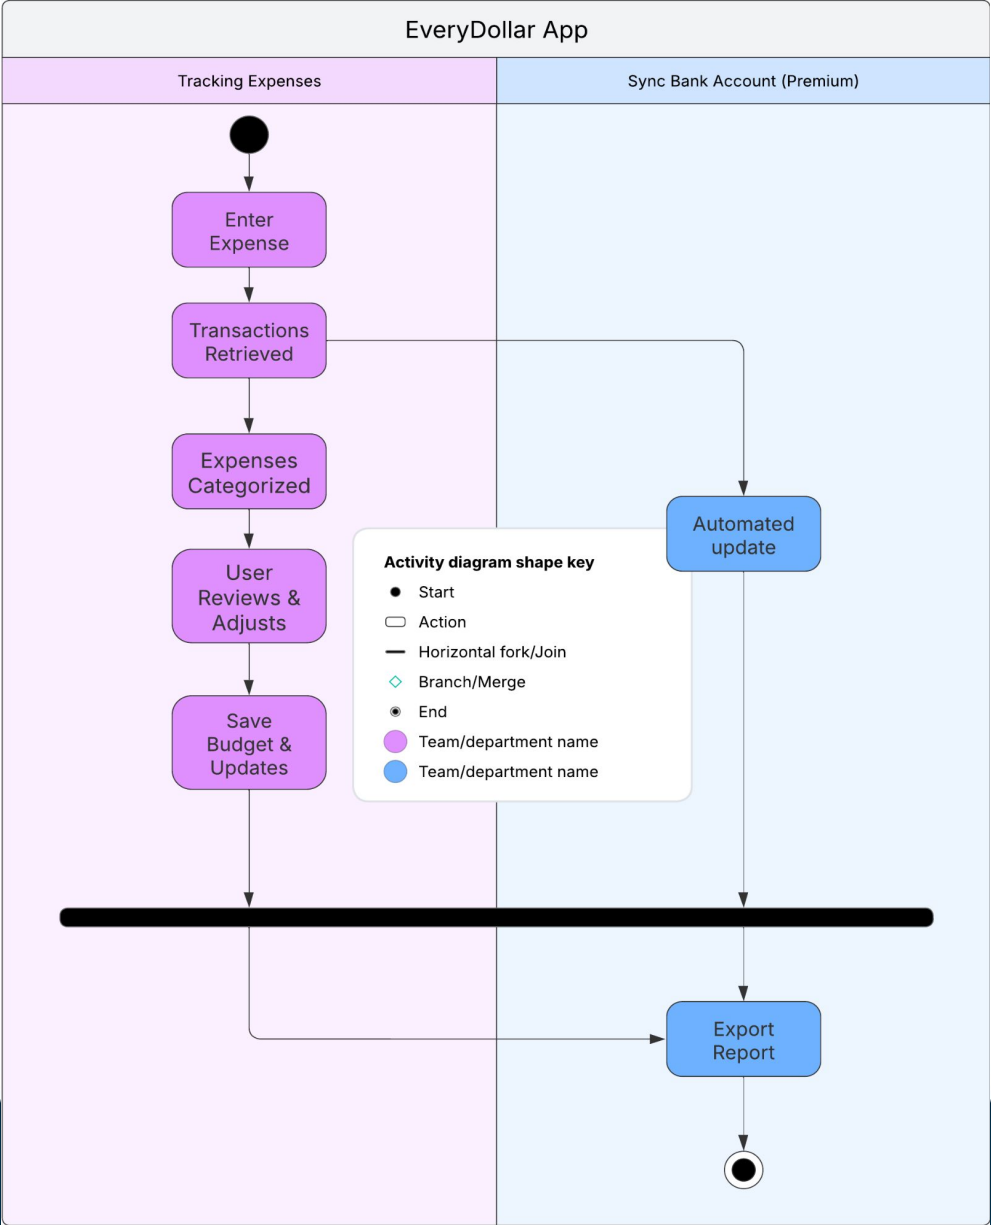 EveryDollar App
Tracking Expenses
Sync Bank Account (Premium)
Enter
Expense
Transactions
Retrieved
Expenses
Categorized
User
Reviews &
Adjusts
Save
Budget &
Updates
Automated
update
Activity diagram shape key
Start
Action
Horizontal fork/Join
Branch/Merge
End
Team/department name
Team/department name
Export
Report